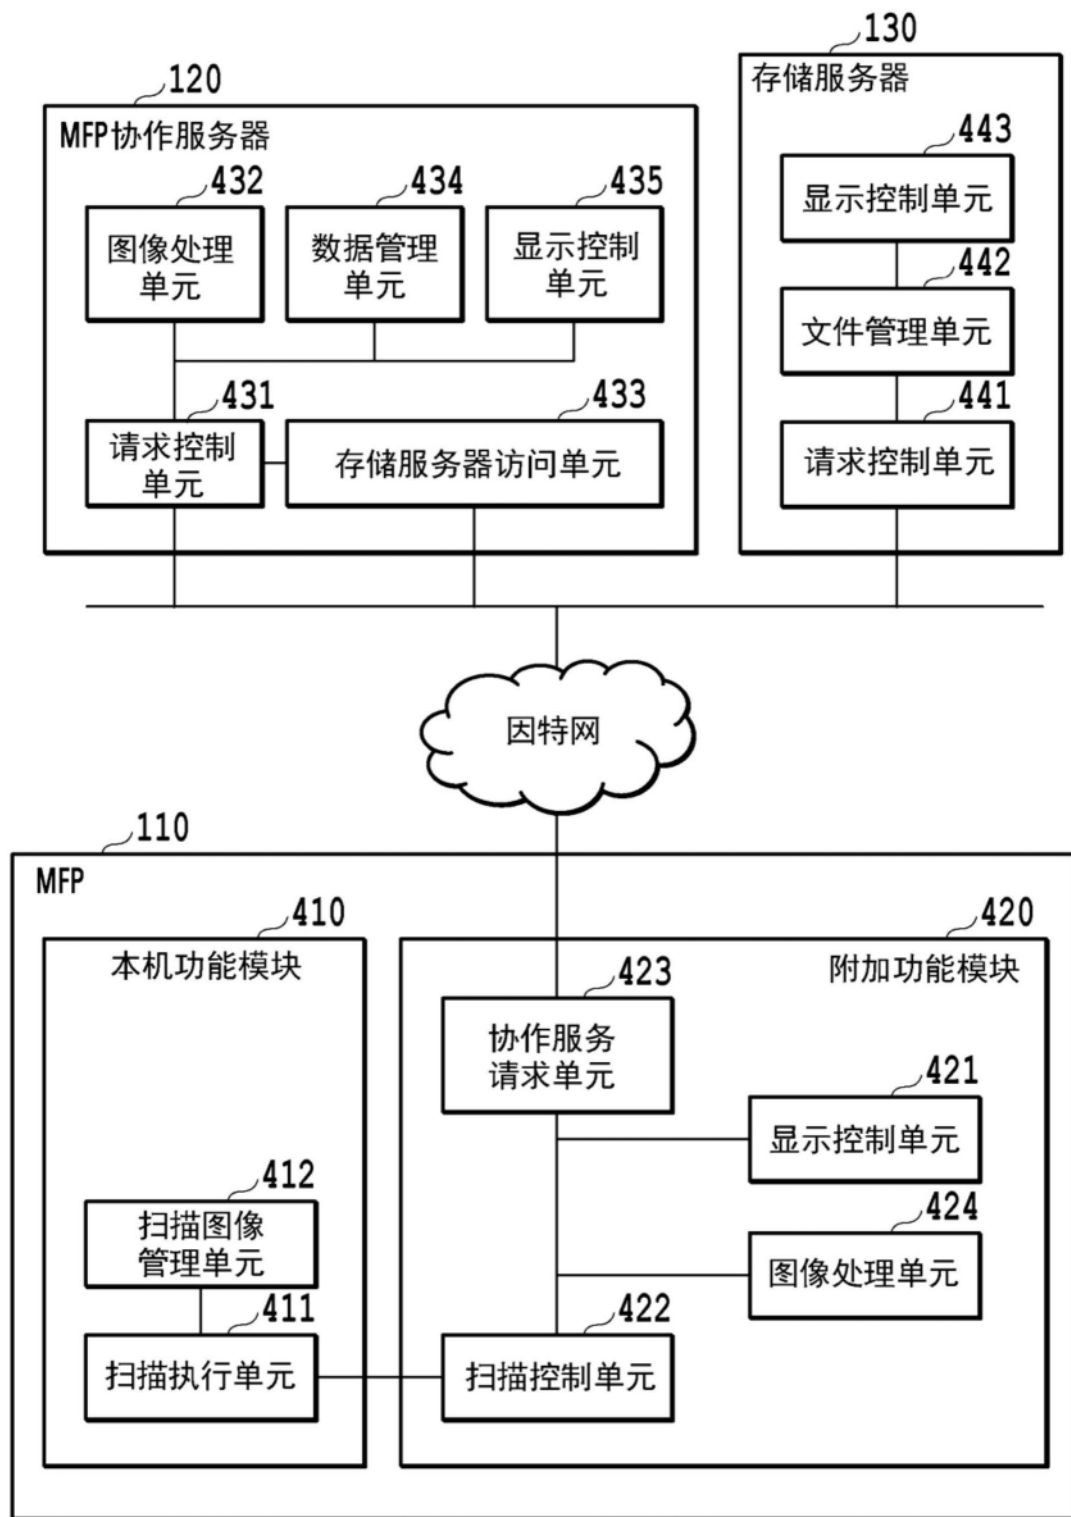 130
存储服务器
120
MFP协作服务器
443
显示控制单元
432
434
435
图像处理
单元
数据管理
单元
显示控制
单元
442
文件管理单元
431
433
441
请求控制
单元
存储服务器访问单元
请求控制单元
因特网
110
MFP
410
420
本机功能模块
附加功能模块
423
协作服务
请求单元
421
显示控制单元
412
扫描图像
管理单元
424
图像处理单元
411
422
扫描执行单元
扫描控制单元